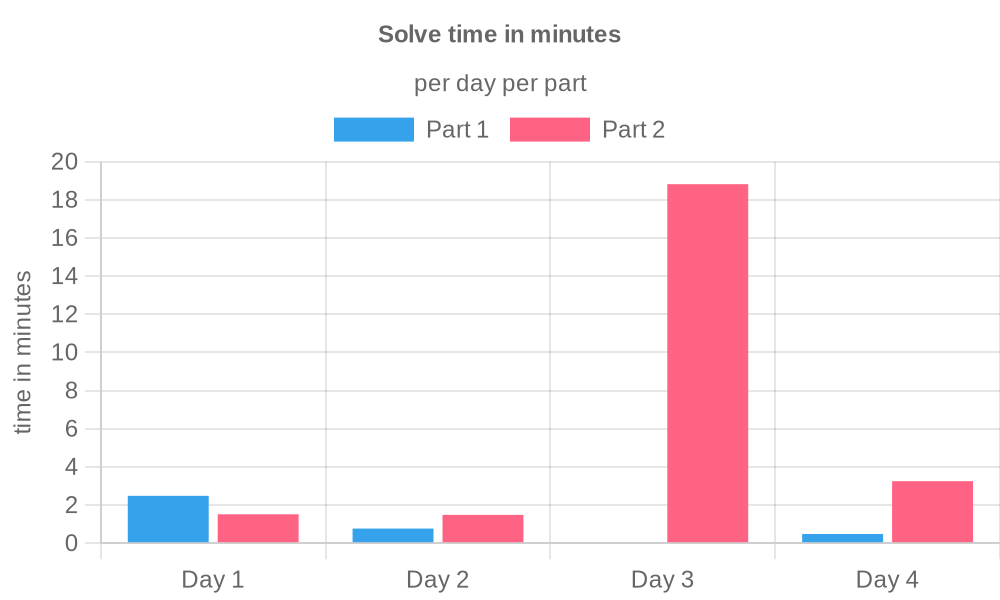 Solve time in minutes
per day per part
Part 1 Part 2
20
18
16
14
12
10
8
6
4
2
0
time in minutes
Day 1 Day 2 Day 3 Day 4